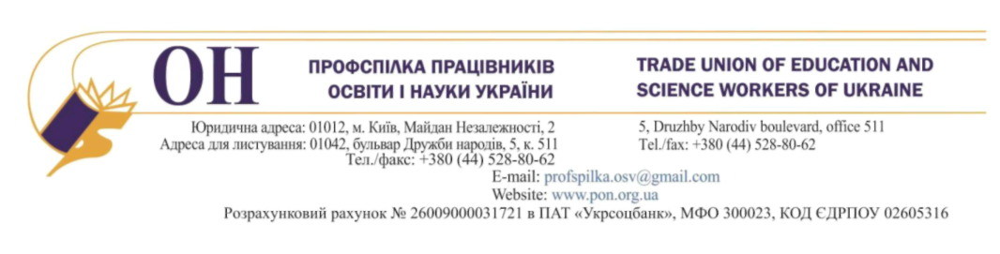 ОН
ПРОФСПІЛКА ПРАЦІВНИКІВ
ОСВІТИ І НАУКИ УКРАЇНИ
TRADE UNION OF EDUCATION AND
SCIENCE WORKERS OF UKRAINE
Юридична адреса: 01012, м. Київ, Майдан Незалежності, 2
Адреса для листування: 01042, бульвар Дружби народів, 5, к. 511
Тел./факс: +380 (44) 528-80-62
5, Druzhby Narodiv boulevard, office 511
Tel./fax: +380 (44) 528-80-62
E-mail: profspilka.osv@gmail.com
Website: www.pon.org.ua
Розрахунковий рахунок № 26009000031721 в ПАТ «Укрсоцбанк», МФО 300023, КОД ЄДРПОУ 02605316